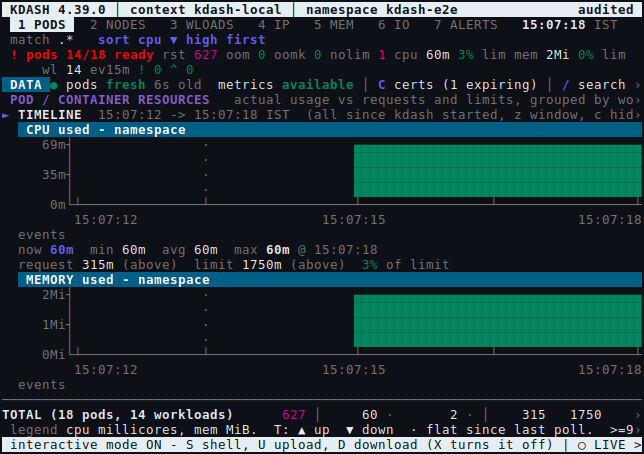 KDASH 4.39.0 │ context kdash-local │ namespace kdash-e2e audited
1 PODS 2 NODES 3 WLOADS 4 IP 5 MEM 6 IO 7 ALERTS 15:07:18 IST
match .* sort cpu ▼ high first
! pods 14/18 ready rst 627 oom 0 oomk 0 nolim 1 cpu 60m 3% lim mem 2Mi 0% lim
wl 14 ev15m ! 0 ^ 0
DATA ● pods fresh 6s old metrics available │ C certs (1 expiring) │ / search ›
POD / CONTAINER RESOURCES actual usage vs requests and limits, grouped by wo›
► TIMELINE 15:07:12 -> 15:07:18 IST (all since kdash started, z window, c hid›
CPU used - namespace
69m
35m
0m
15:07:12 15:07:15 15:07:18
events
now 60m min 60m avg 60m max 60m @ 15:07:18
request 315m (above) limit 1750m (above) 3% of limit
MEMORY used - namespace
2Mi
1Mi
0Mi
15:07:12 15:07:15 15:07:18
events
TOTAL (18 pods, 14 workloads) 627 │ 60 · 2 · │ 315 1750 ›
legend cpu millicores, mem MiB. T: ▲ up ▼ down · flat since last poll. >=9›
interactive mode ON - S shell, U upload, D download (X turns it off) | ○ LIVE >